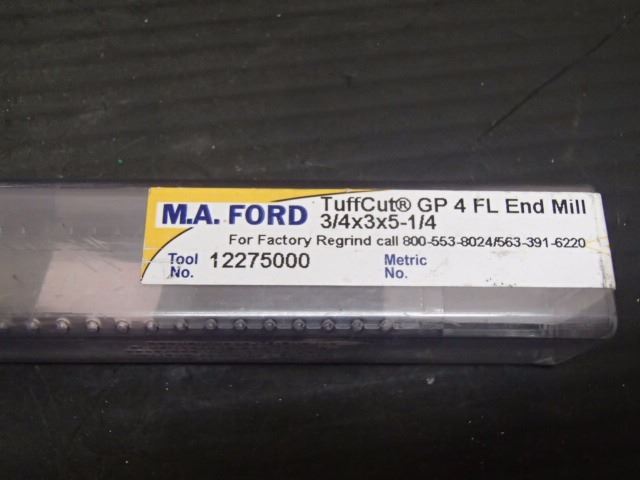 M.A. FORD
TuffCut® GP 4 FL End Mill
3/4x3x5-1/4
For Factory Regrind call 800-553-8024/563-391-6220
Tool No. 12275000
Metric No.